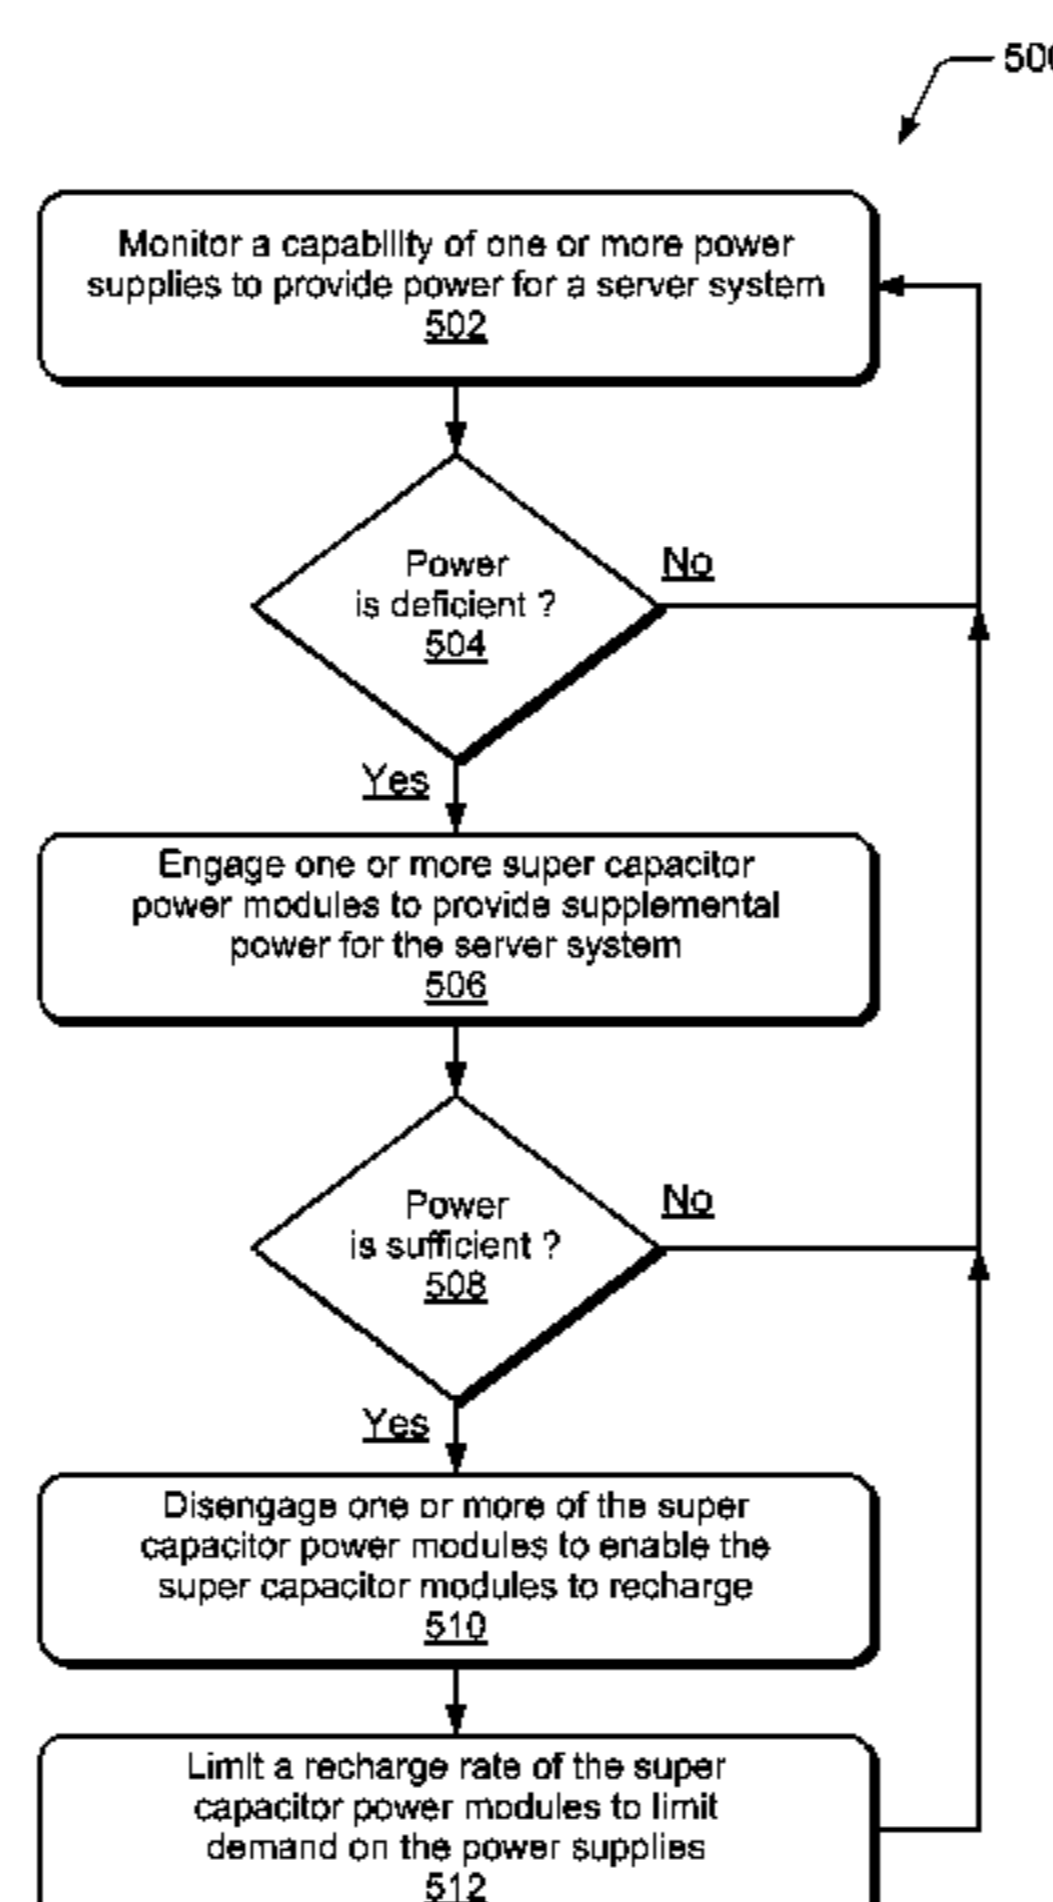 Monitor a capability of one or more power
supplies to provide power for a server system
502
Power
is deficient ?
504
No
Yes
Engage one or more super capacitor
power modules to provide supplemental
power for the server system
506
Power
is sufficient ?
508
No
Yes
Disengage one or more of the super
capacitor power modules to enable the
super capacitor modules to recharge
510
Limit a recharge rate of the super
capacitor power modules to limit
demand on the power supplies
512